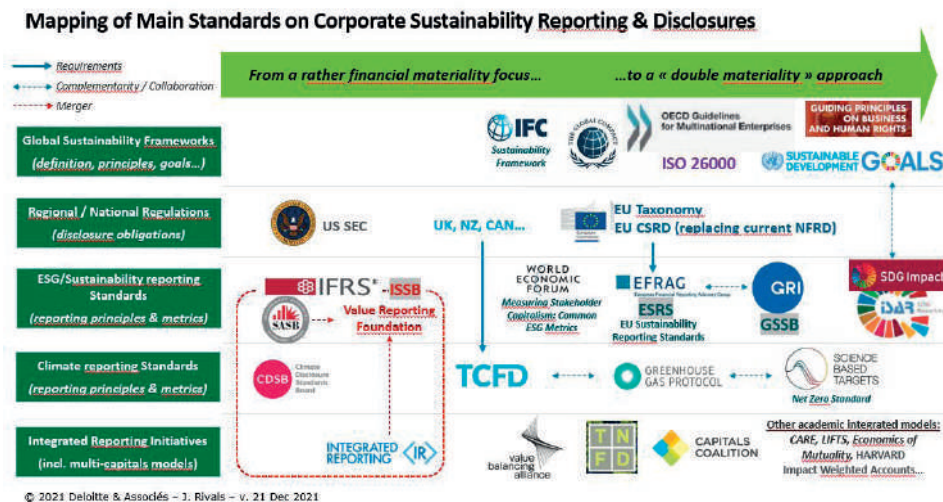 Mapping of Main Standards on Corporate Sustainability Reporting & Disclosures
Requirements
Complementarity / Collaboration
Merger
From a rather financial materiality focus…
…to a « double materiality » approach
Global Sustainability Frameworks
(definition, principles, goals…)
IFC
Sustainability
Framework
THE GLOBAL COMPACT
OECD Guidelines
for Multinational Enterprises
ISO 26000
GUIDING PRINCIPLES
ON BUSINESS
AND HUMAN RIGHTS
SUSTAINABLE
DEVELOPMENT
GOALS
Regional / National Regulations
(disclosure obligations)
US SEC
UK, NZ, CAN…
EU Taxonomy
EU CSRD (replacing current NFRD)
ESG/Sustainability reporting
Standards
(reporting principles & metrics)
IFRS®
ISSB
SASB
Value Reporting
Foundation
WORLD
ECONOMIC
FORUM
Measuring Stakeholder
Capitalism: Common
ESG Metrics
EFRAG
European Financial Reporting Advisory Group
ESRS
EU Sustainability
Reporting Standards
GRI
GSSB
SDG Impact
ISAR
Climate reporting Standards
(reporting principles & metrics)
CDSB
Climate
Disclosure
Standards
Board
TCFD
GREENHOUSE
GAS PROTOCOL
SCIENCE
BASED
TARGETS
Net Zero Standard
Integrated Reporting Initiatives
(incl. multi-capitals models)
INTEGRATED
REPORTING
<IR>
value
balancing
alliance
T N
F D
CAPITALS
COALITION
Other academic integrated models:
CARE, LIFTS, Economics of
Mutuality, HARVARD
Impact Weighted Accounts…
© 2021 Deloitte & Associés – J. Rivals – v. 21 Dec 2021